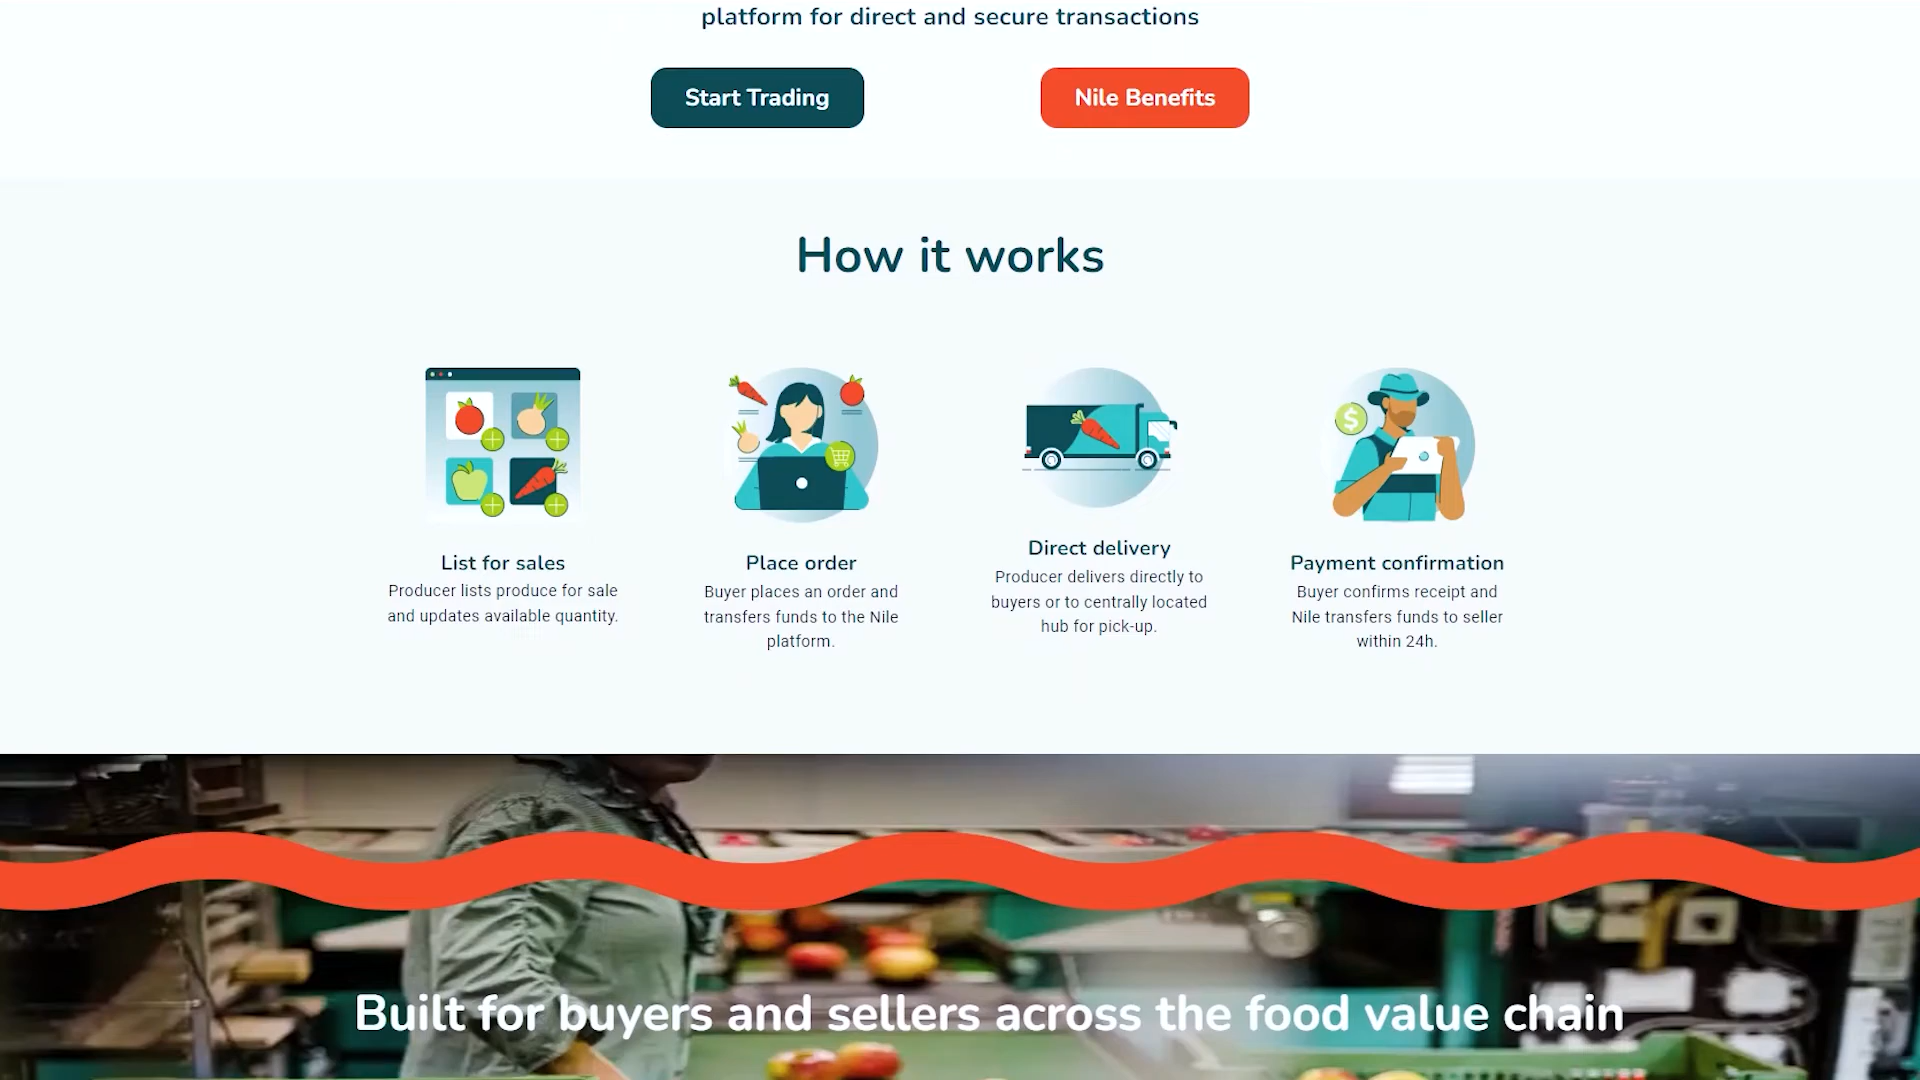 platform for direct and secure transactions
Start Trading
Nile Benefits
How it works
List for sales
Producer lists produce for sale
and updates available quantity.
Place order
Buyer places an order and
transfers funds to the Nile
platform.
Direct delivery
Producer delivers directly to
buyers or to centrally located
hub for pick-up.
$
Payment confirmation
Buyer confirms receipt and
Nile transfers funds to seller
within 24h.
Built for buyers and sellers across the food value chain